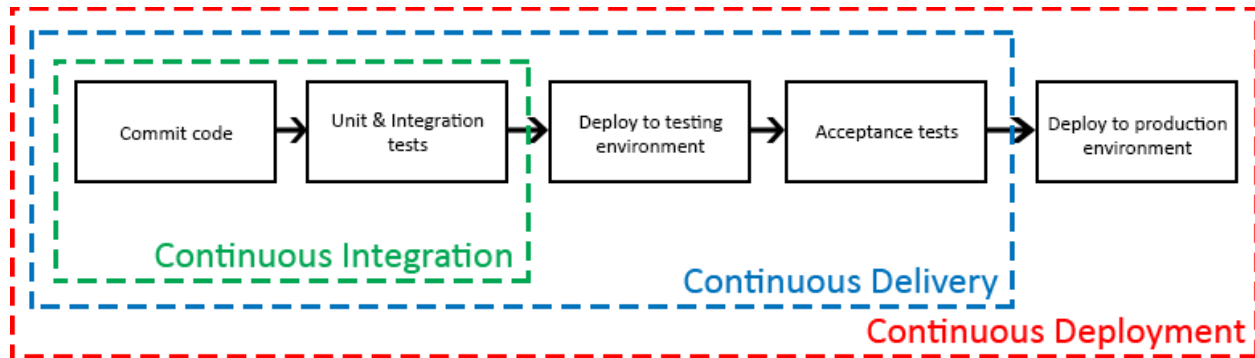 Commit code
Unit & Integration
tests
Deploy to testing
environment
Acceptance tests
Deploy to production
environment
Continuous Integration
Continuous Delivery
Continuous Deployment